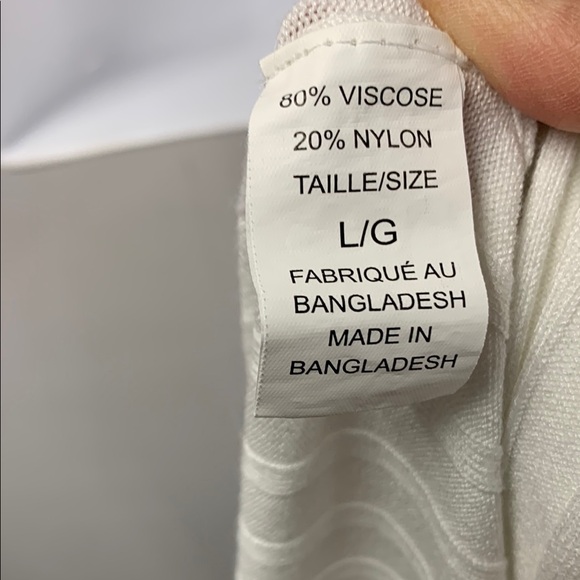 80% VISCOSE
20% NYLON
TAILLE/SIZE
L/G
FABRIQUÉ AU
BANGLADESH
MADE IN
BANGLADESH